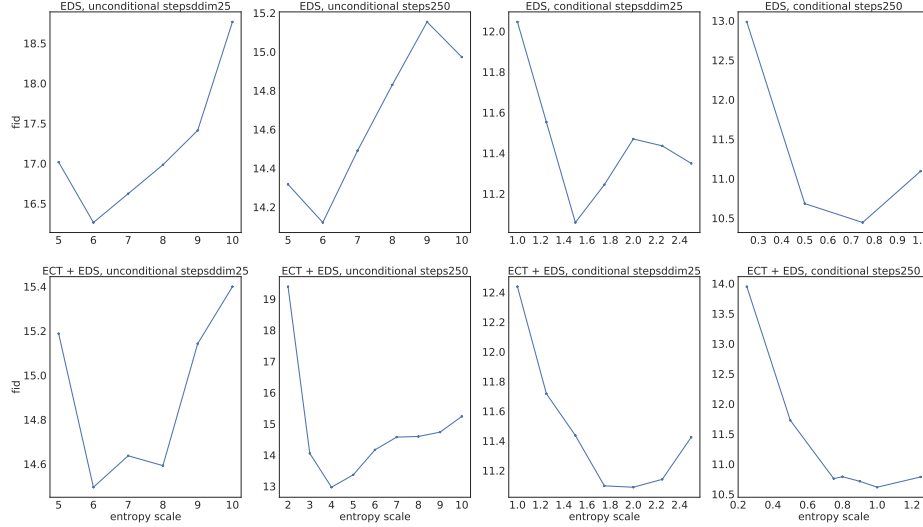 EDS, unconditional stepsddim25
18.5
18.0
17.5
17.0
16.5
fid
5 6 7 8 9 10
EDS, unconditional steps250
15.2
15.0
14.8
14.6
14.4
14.2
5 6 7 8 9 10
EDS, conditional stepsddim25
12.0
11.8
11.6
11.4
11.2
1.0 1.2 1.4 1.6 1.8 2.0 2.2 2.4
EDS, conditional steps250
13.0
12.5
12.0
11.5
11.0
10.5
0.3 0.4 0.5 0.6 0.7 0.8 0.9 1.
ECT + EDS, unconditional stepsddim25
15.4
15.2
15.0
14.8
14.6
fid
5 6 7 8 9 10
entropy scale
ECT + EDS, unconditional steps250
19
18
17
16
15
14
13
2 3 4 5 6 7 8 9 10
entropy scale
ECT + EDS, conditional stepsddim25
12.4
12.2
12.0
11.8
11.6
11.4
11.2
1.0 1.2 1.4 1.6 1.8 2.0 2.2 2.4
entropy scale
ECT + EDS, conditional steps250
14.0
13.5
13.0
12.5
12.0
11.5
11.0
10.5
0.2 0.4 0.6 0.8 1.0 1.2
entropy scale